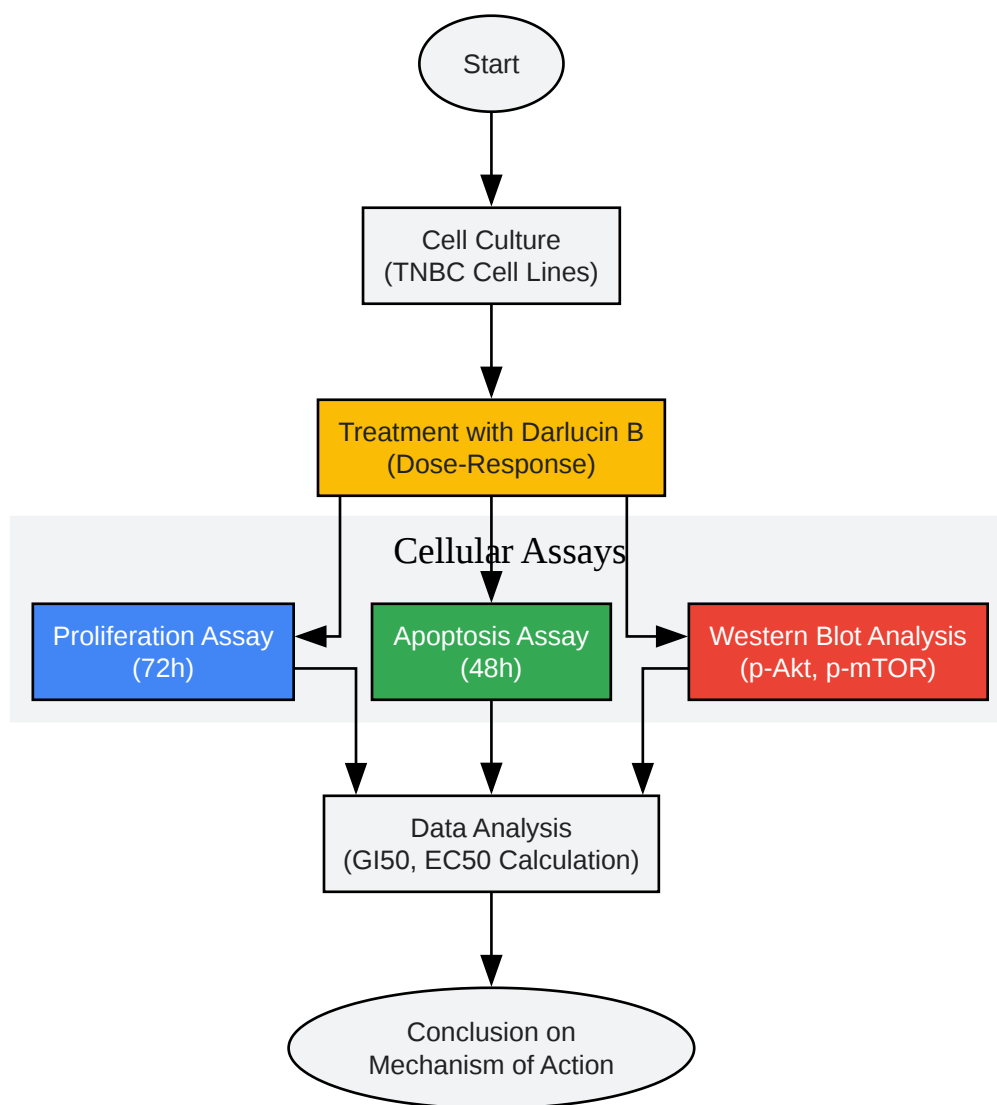 Start
Cell Culture
(TNBC Cell Lines)
Treatment with Darlucin B
(Dose-Response)
Cellular Assays
Proliferation Assay
(72h)
Apoptosis Assay
(48h)
Western Blot Analysis
(p-Akt, p-mTOR)
Data Analysis
(GI50, EC50 Calculation)
Conclusion on
Mechanism of Action